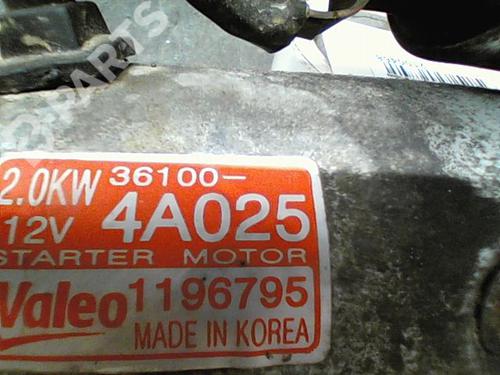 2.0KW 36100-
12V 4A025
STARTER MOTOR
Valeo 1196795
MADE IN KOREA